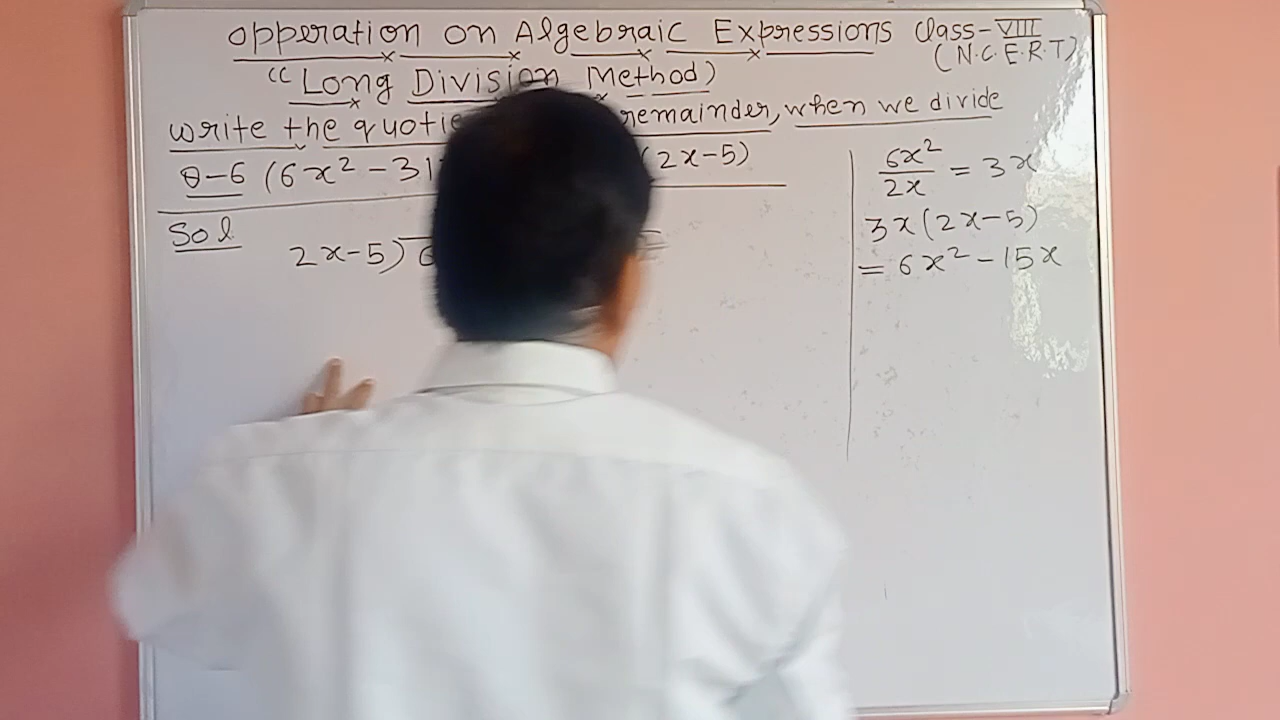 Opperation on Algebraic Expressions Class-VIII
(N.C.E.R.T)
"Long Division Method)
Write the quotie remainder, when we divide
Q-6 (6x² - 31 (2x-5)
Sol
2x-5) 6
6x²/2x = 3x
3x(2x-5)
= 6x² - 15x